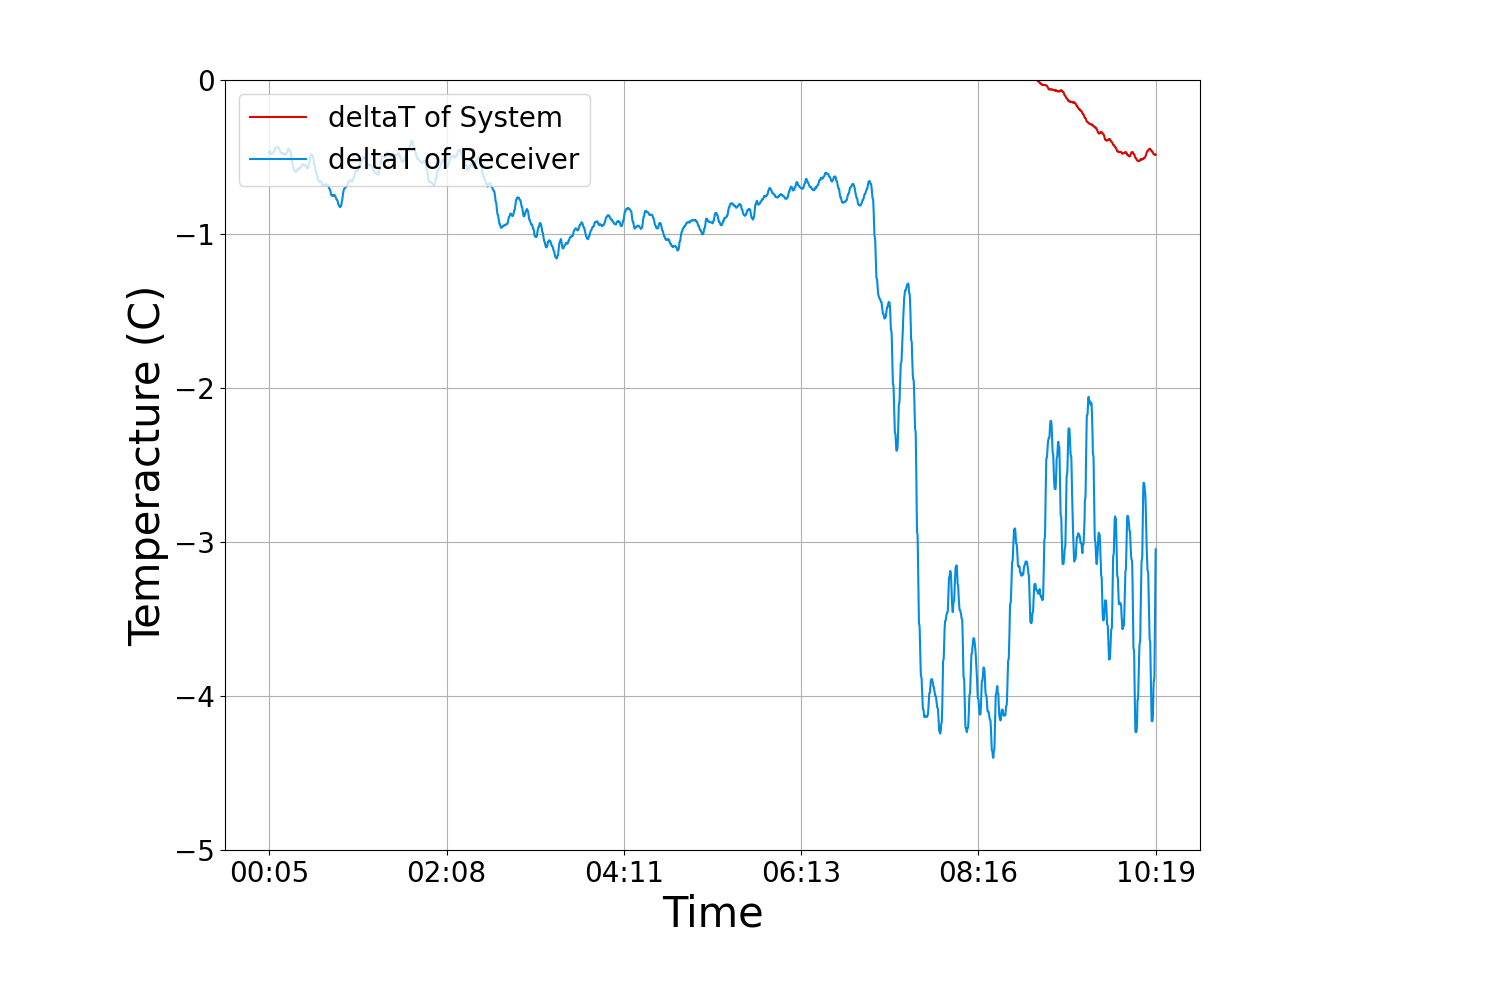 deltaT of System
deltaT of Receiver
0
−1
−2
−3
−4
−5
Temperacture (C)
00:05 02:08 04:11 06:13 08:16 10:19
Time